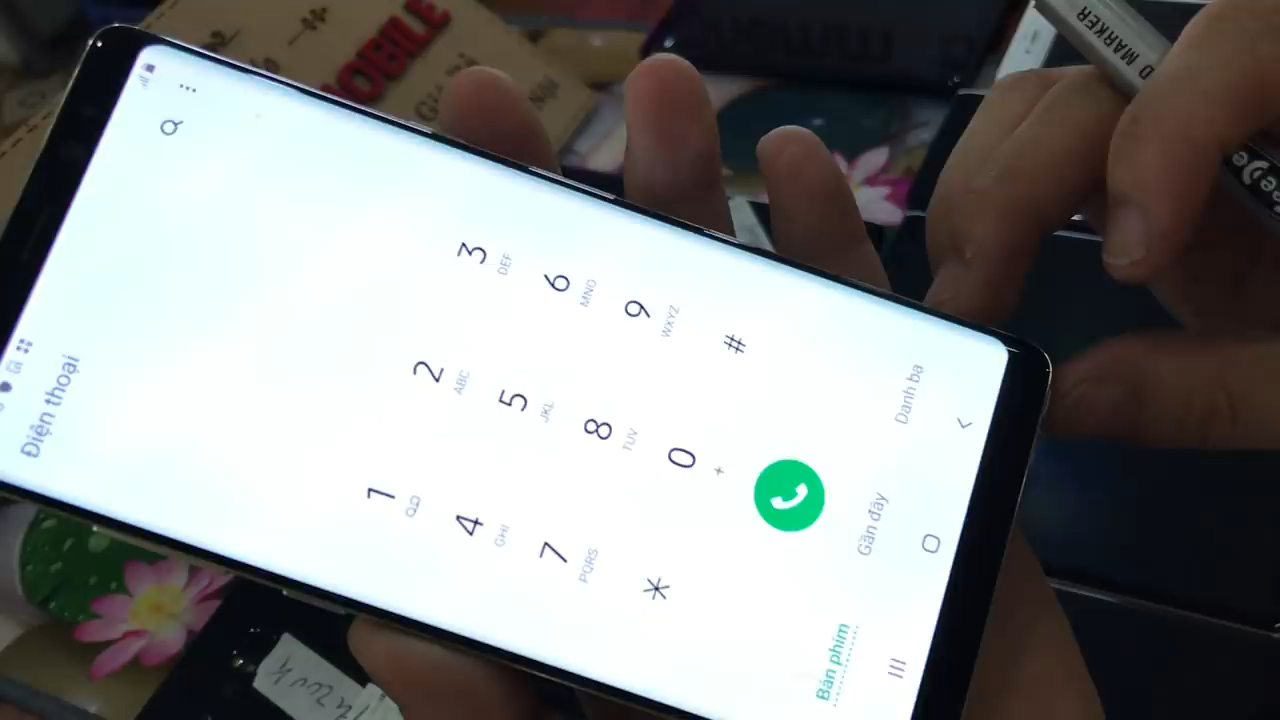 MOBILE
D MARKER
Điện thoại
1
2 ABC
3 DEF
4 GHI
5 JKL
6 MNO
7 PQRS
8 TUV
9 WXYZ
*
0 +
#
Bàn phím
Gần đây
Danh bạ